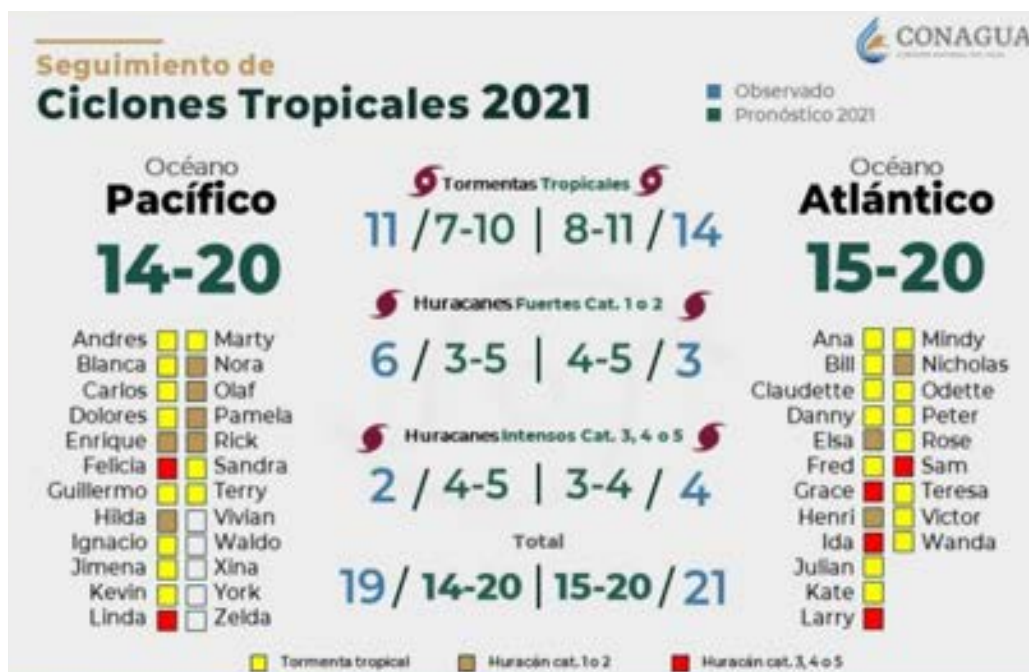 CONAGUA
Seguimiento de
Ciclones Tropicales 2021
Observado
Pronóstico 2021
Océano
Pacífico
14-20
Andres
Blanca
Carlos
Dolores
Enrique
Felicia
Guillermo
Hilda
Ignacio
Jimena
Kevin
Linda
Marty
Nora
Olaf
Pamela
Rick
Sandra
Terry
Vivian
Waldo
Xina
York
Zelda
Tormentas Tropicales
11 / 7-10 | 8-11 / 14
Huracanes Fuertes Cat. 1 o 2
6 / 3-5 | 4-5 / 3
Huracanes Intensos Cat. 3, 4 o 5
2 / 4-5 | 3-4 / 4
Total
19 / 14-20 | 15-20 / 21
Océano
Atlántico
15-20
Ana
Bill
Claudette
Danny
Elsa
Fred
Grace
Henri
Ida
Julian
Kate
Larry
Mindy
Nicholas
Odette
Peter
Rose
Sam
Teresa
Victor
Wanda
Tormenta tropical
Huracán cat. 1 o 2
Huracán cat. 3, 4 o 5